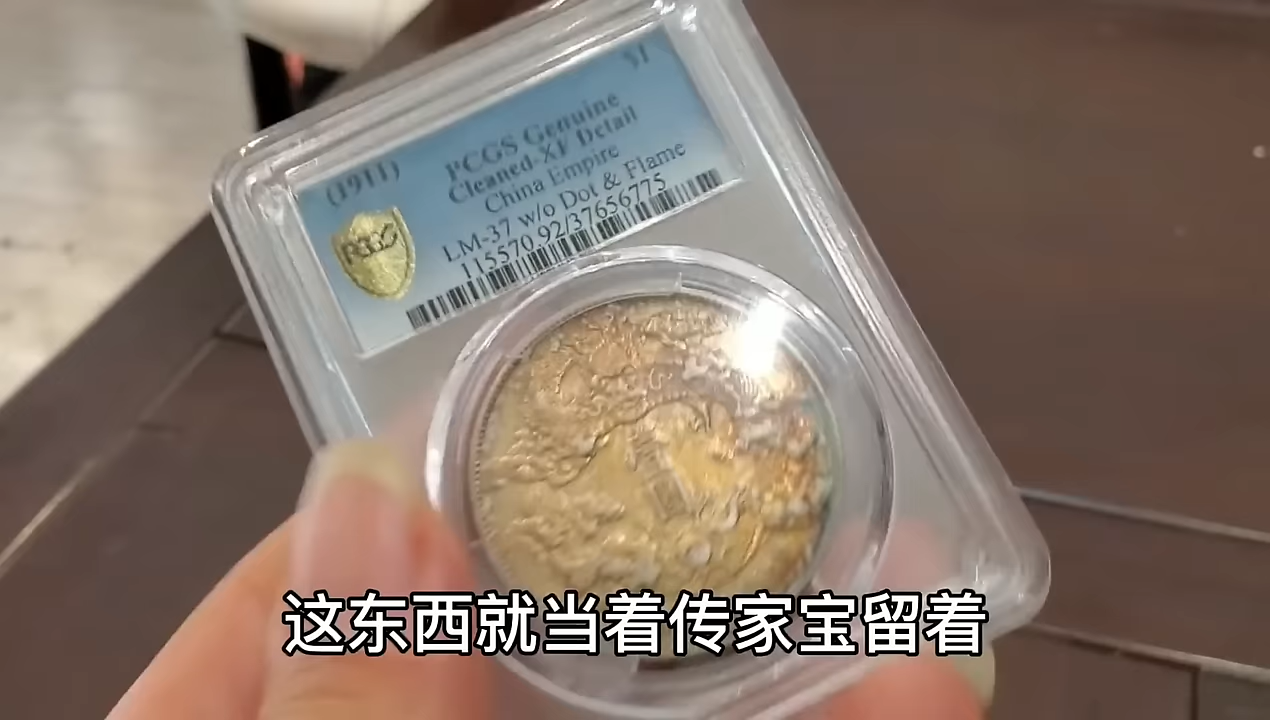 $1
(1911)
PCGS Genuine
Cleaned-XF Detail
China Empire
LM-37 w/o Dot & Flame
115570.92/37656775
PCGS
这东西就当着传家宝留着